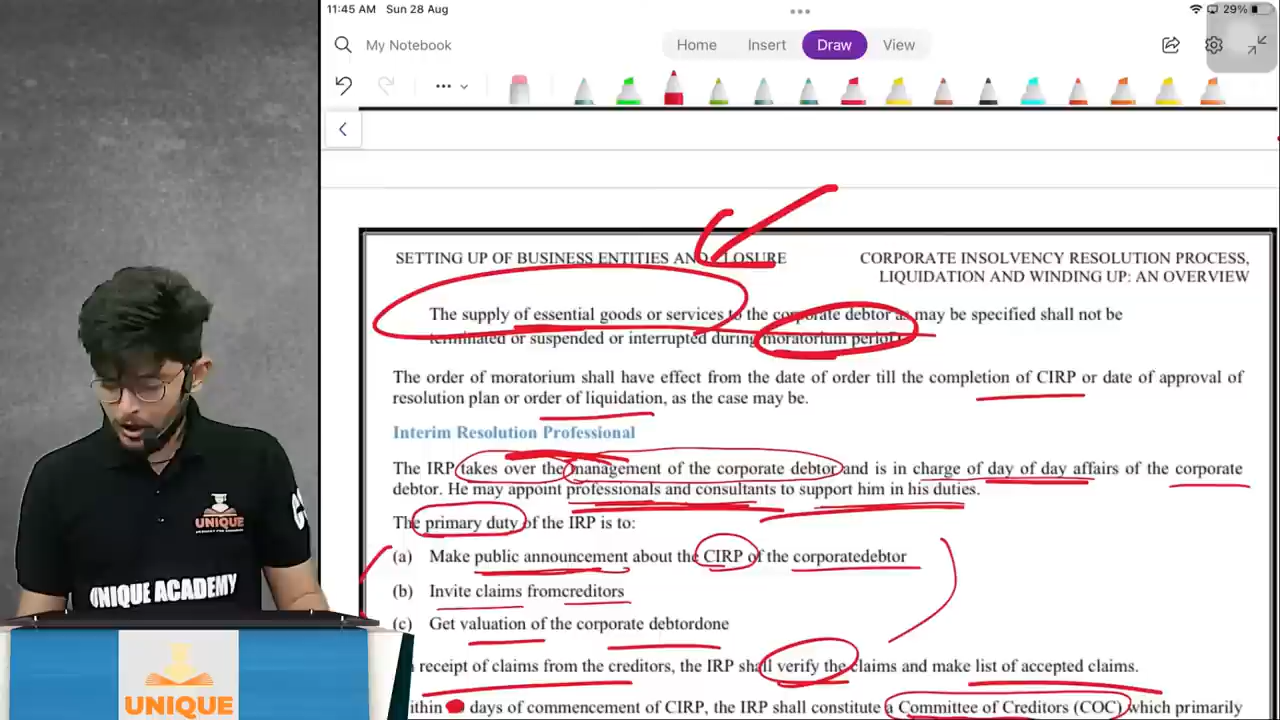 11:45 AM Sun 28 Aug
29%
My Notebook
Home Insert Draw View
SETTING UP OF BUSINESS ENTITIES AND CLOSURE
CORPORATE INSOLVENCY RESOLUTION PROCESS,
LIQUIDATION AND WINDING UP: AN OVERVIEW
The supply of essential goods or services to the corporate debtor as may be specified shall not be
terminated or suspended or interrupted during moratorium period
The order of moratorium shall have effect from the date of order till the completion of CIRP or date of approval of
resolution plan or order of liquidation, as the case may be.
Interim Resolution Professional
The IRP takes over the management of the corporate debtor and is in charge of day of day affairs of the corporate
debtor. He may appoint professionals and consultants to support him in his duties.
The primary duty of the IRP is to:
(a) Make public announcement about the CIRP of the corporatedebtor
(b) Invite claims fromcreditors
(c) Get valuation of the corporate debtordone
receipt of claims from the creditors, the IRP shall verify the claims and make list of accepted claims.
days of commencement of CIRP, the IRP shall constitute a Committee of Creditors (COC) which primarily
UNIQUE
UNIQUE ACADEMY
UNIQUE